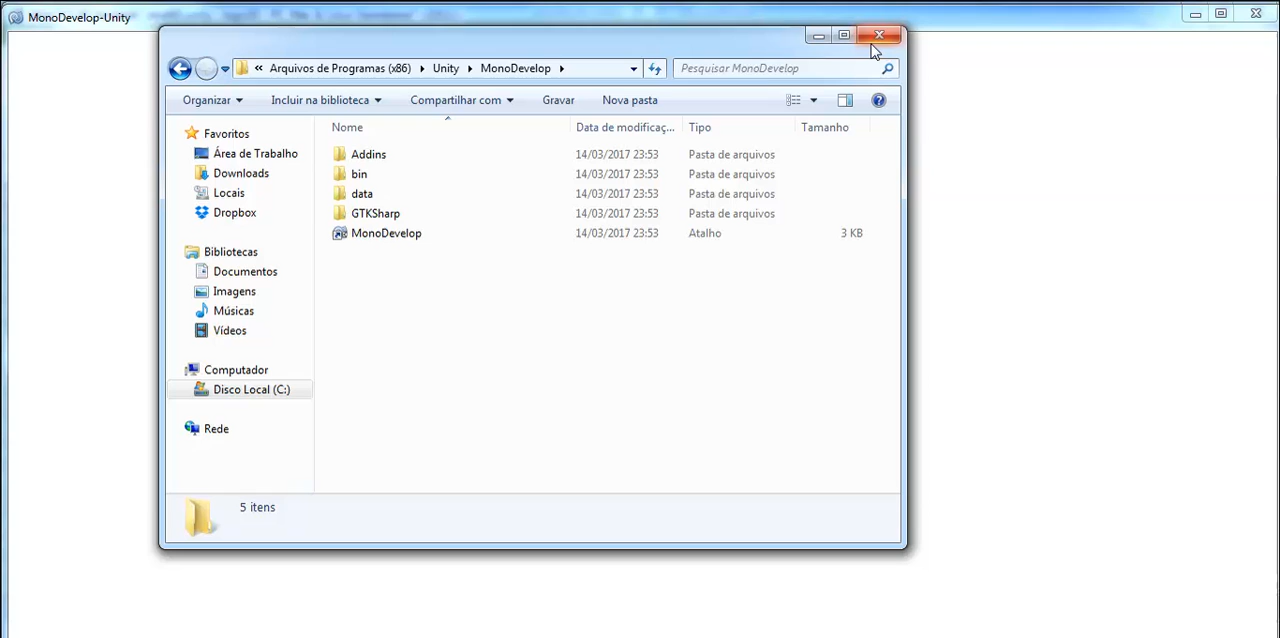 MonoDevelop-Unity
« Arquivos de Programas (x86) Unity MonoDevelop
Pesquisar MonoDevelop
Organizar Incluir na biblioteca Compartilhar com Gravar Nova pasta
Nome Data de modificaç... Tipo Tamanho
Favoritos
Área de Trabalho
Downloads
Locais
Dropbox
Bibliotecas
Documentos
Imagens
Músicas
Vídeos
Computador
Disco Local (C:)
Rede
Addins 14/03/2017 23:53 Pasta de arquivos
bin 14/03/2017 23:53 Pasta de arquivos
data 14/03/2017 23:53 Pasta de arquivos
GTKSharp 14/03/2017 23:53 Pasta de arquivos
MonoDevelop 14/03/2017 23:53 Atalho 3 KB
5 itens